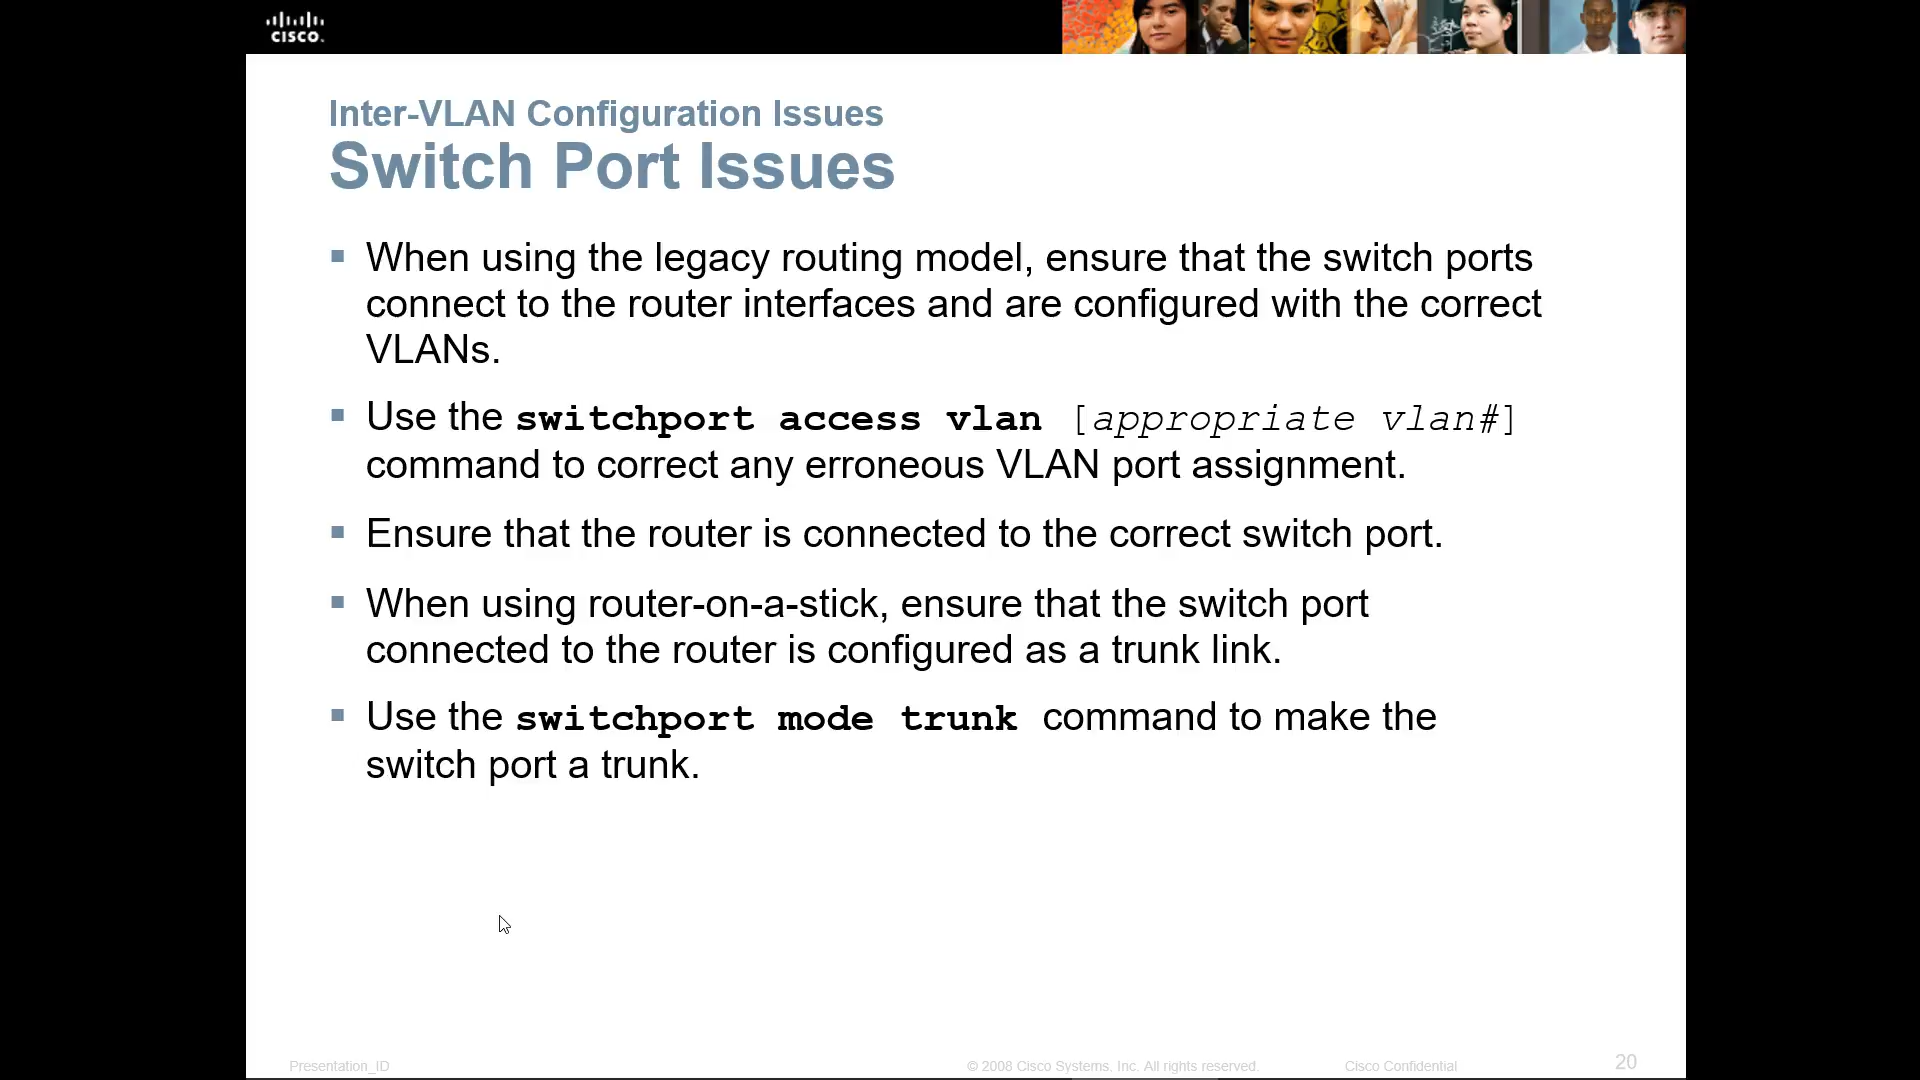 CISCO.
Inter-VLAN Configuration Issues
Switch Port Issues
When using the legacy routing model, ensure that the switch ports
connect to the router interfaces and are configured with the correct
VLANs.
Use the switchport access vlan [appropriate vlan#]
command to correct any erroneous VLAN port assignment.
Ensure that the router is connected to the correct switch port.
When using router-on-a-stick, ensure that the switch port
connected to the router is configured as a trunk link.
Use the switchport mode trunk command to make the
switch port a trunk.
Presentation_ID © 2008 Cisco Systems, Inc. All rights reserved. Cisco Confidential 20